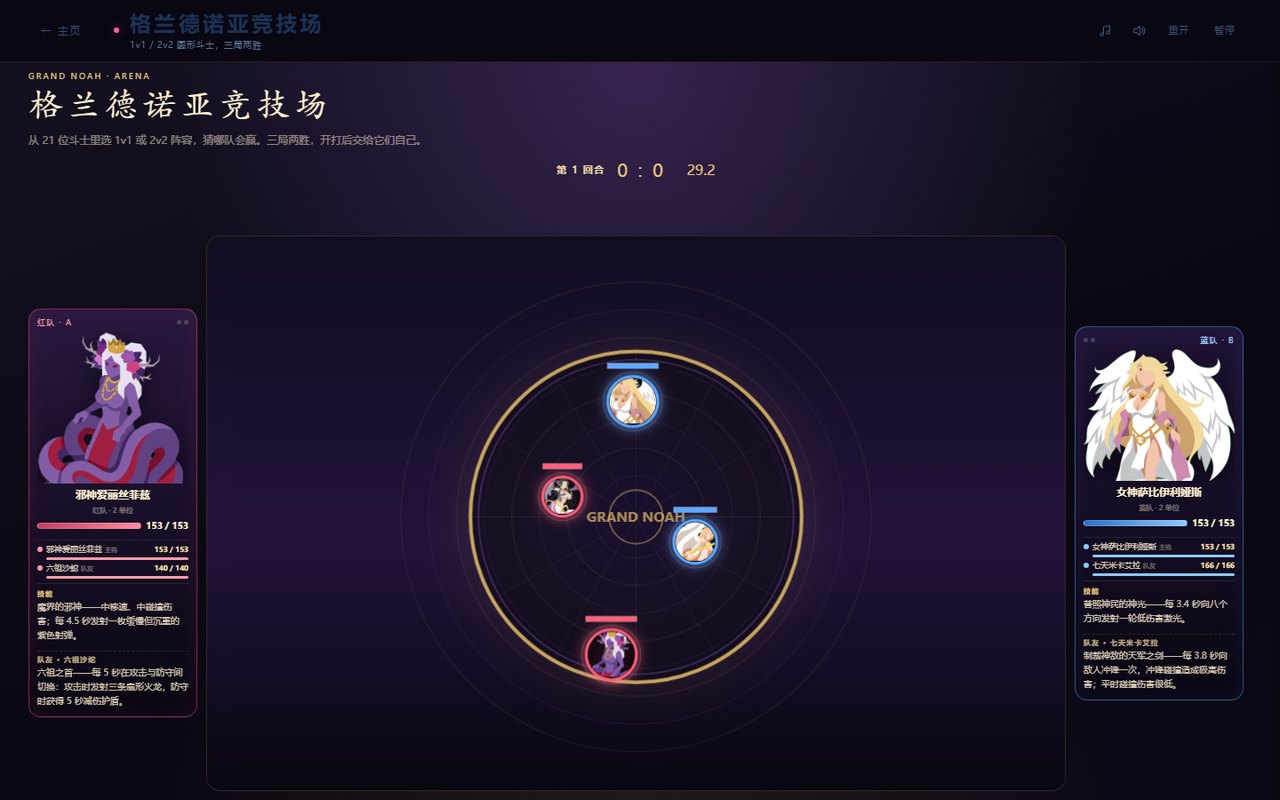 ← 主页
格兰德诺亚竞技场
1v1 / 2v2 圆形斗士，三局两胜
重开
暂停
GRAND NOAH · ARENA
格兰德诺亚竞技场
从 21 位斗士里选 1v1 或 2v2 阵容，猜哪队会赢。三局两胜，开打后交给它们自己。
第 1 回合 0 : 0 29.2
红队 · A
邪神爱丽丝菲兹
红队 · 2 单位
153 / 153
邪神爱丽丝菲兹 主将 153 / 153
六祖沙蛇 队友 140 / 140
技能
魔界的邪神——中移速、中碰撞伤
害；每 4.5 秒发射一枚缓慢但沉重的
紫色射弹。
队友 · 六祖沙蛇
六祖之首——每 5 秒在攻击与防守间
切换：攻击时发射三条扇形火龙，防守
时获得 5 秒减伤护盾。
GRAND NOAH
蓝队 · B
女神萨比伊利娅斯
蓝队 · 2 单位
153 / 153
女神萨比伊利娅斯 主将 153 / 153
七天米卡艾拉 队友 166 / 166
技能
普照神民的神光——每 3.4 秒向八个
方向发射一轮低伤害激光。
队友 · 七天米卡艾拉
制裁神敌的天军之剑——每 3.8 秒向
敌人冲锋一次，冲锋碰撞造成极高伤
害；平时碰撞伤害很低。